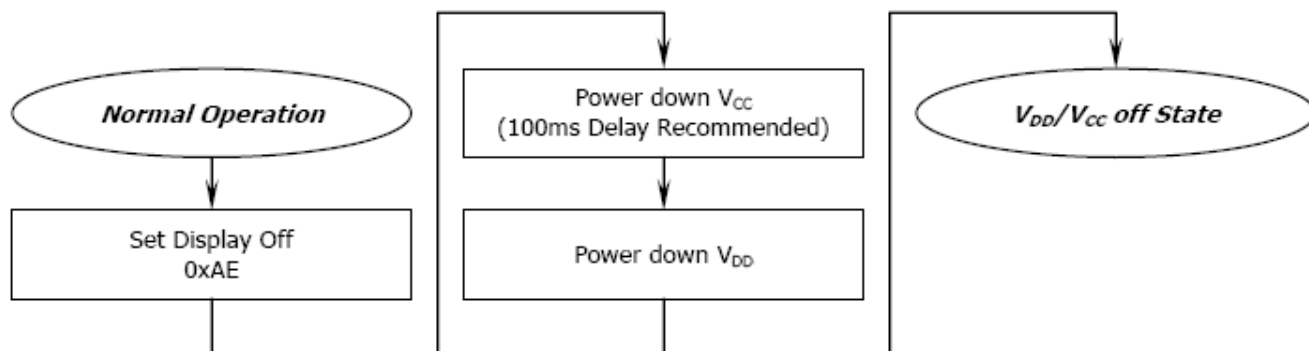 Normal Operation
Set Display Off
0xAE
Power down V_CC
(100ms Delay Recommended)
Power down V_DD
V_DD/V_CC off State